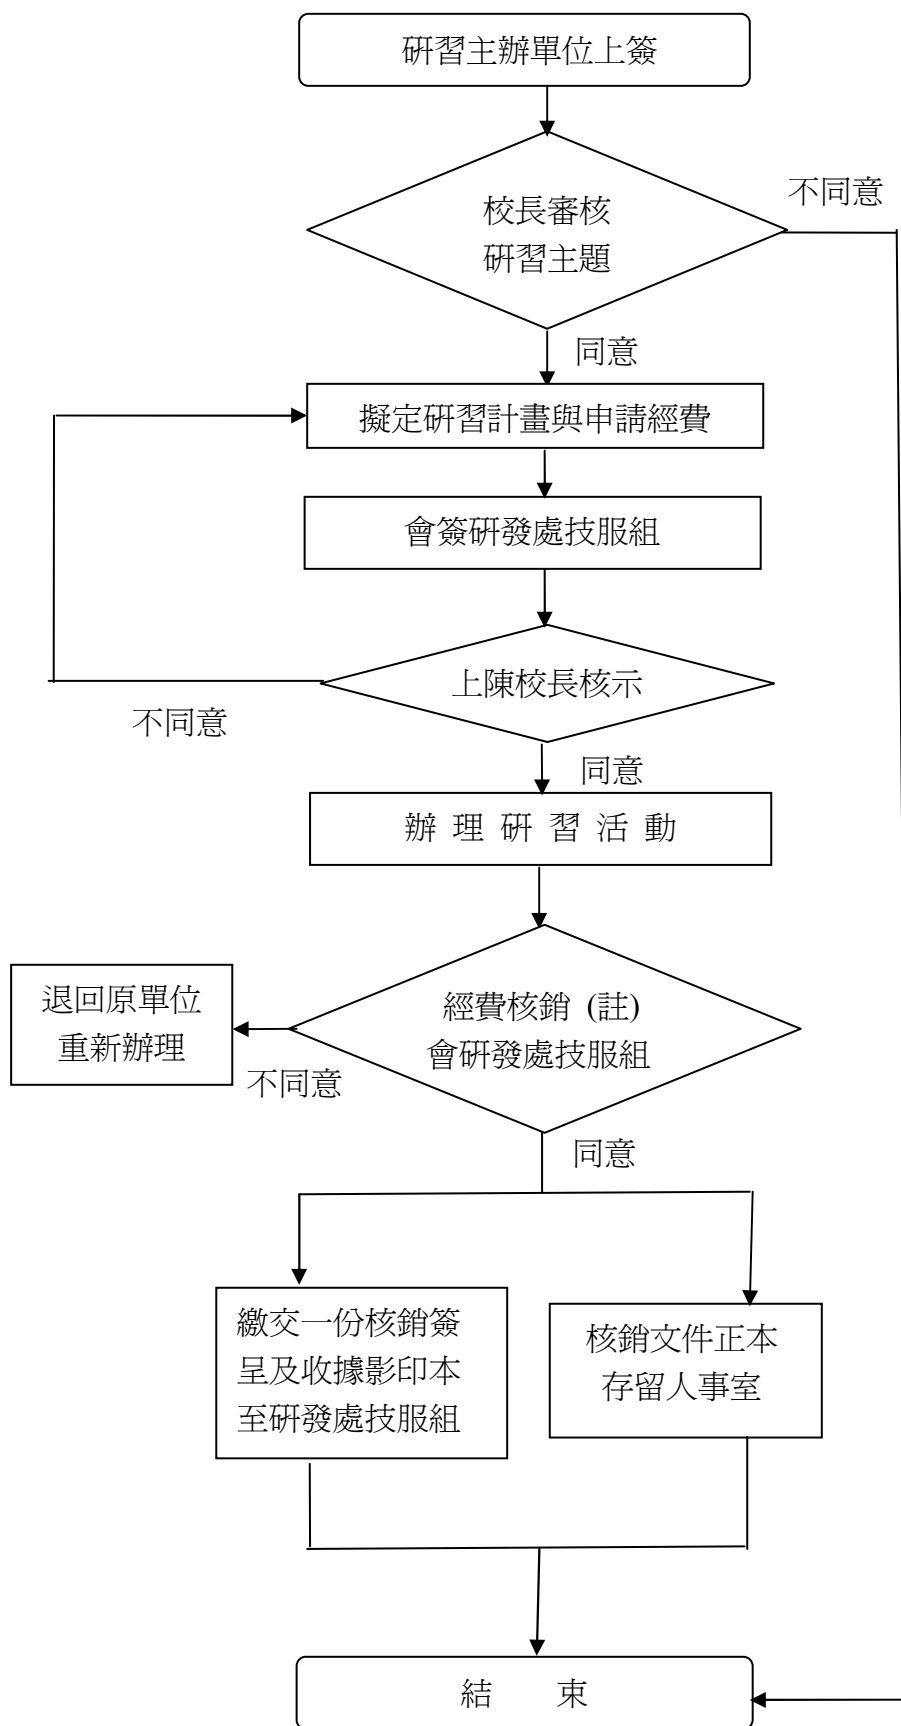 研習主辦單位上簽
校長審核
研習主題
不同意
同意
擬定研習計畫與申請經費
會簽研發處技服組
上陳校長核示
不同意
同意
辦 理 研 習 活 動
退回原單位
重新辦理
經費核銷 (註)
會研發處技服組
不同意
同意
繳交一份核銷簽
呈及收據影印本
至研發處技服組
核銷文件正本
存留人事室
結 束